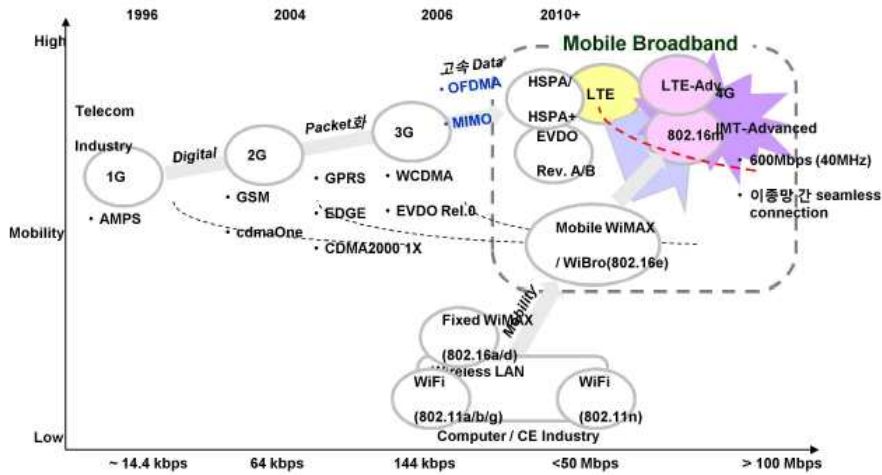 1996 2004 2006 2010+
High
Mobile Broadband
고속 Data
OFDMA
MIMO
HSPA/
HSPA+
LTE
LTE-Adv
4G
802.16m
IMT-Advanced
600Mbps (40MHz)
이종망 간 seamless
connection
EVDO
Rev. A/B
Telecom
Industry
1G
Digital
2G
Packet화
3G
AMPS
GSM
cdmaOne
GPRS
EDGE
CDMA2000 1X
WCDMA
EVDO Rel.0
Mobility
Mobile WiMAX
/ WiBro(802.16e)
Mobility
Fixed WiMAX
(802.16a/d)
Wireless LAN
WiFi
(802.11a/b/g)
WiFi
(802.11n)
Computer / CE Industry
Low
~ 14.4 kbps 64 kbps 144 kbps <50 Mbps > 100 Mbps